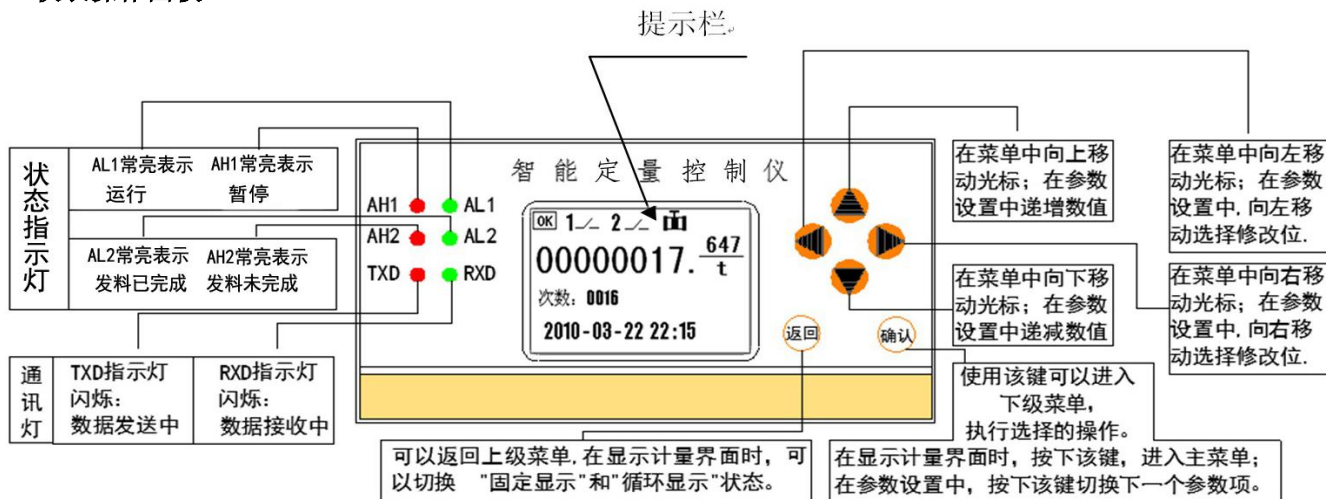 提示栏
状态指示灯
AL1常亮表示 AH1常亮表示
运行 暂停
AL2常亮表示 AH2常亮表示
发料已完成 发料未完成
通讯灯
TXD指示灯 RXD指示灯
闪烁： 闪烁：
数据发送中 数据接收中
智能定量控制仪
AH1 AL1
AH2 AL2
TXD RXD
OK 1 2
00000017. 647
t
次数: 0016
2010-03-22 22:15
返回
确认
在菜单中向上移
动光标；在参数
设置中递增数值
在菜单中向左移
动光标；在参数
设置中,向左移
动选择修改位.
在菜单中向下移
动光标；在参数
设置中递减数值
在菜单中向右移
动光标；在参数
设置中,向右移
动选择修改位.
可以返回上级菜单,在显示计量界面时，可
以切换 "固定显示"和"循环显示"状态。
使用该键可以进入
下级菜单，
执行选择的操作。
在显示计量界面时，按下该键，进入主菜单；
在参数设置中，按下该键切换下一个参数项。